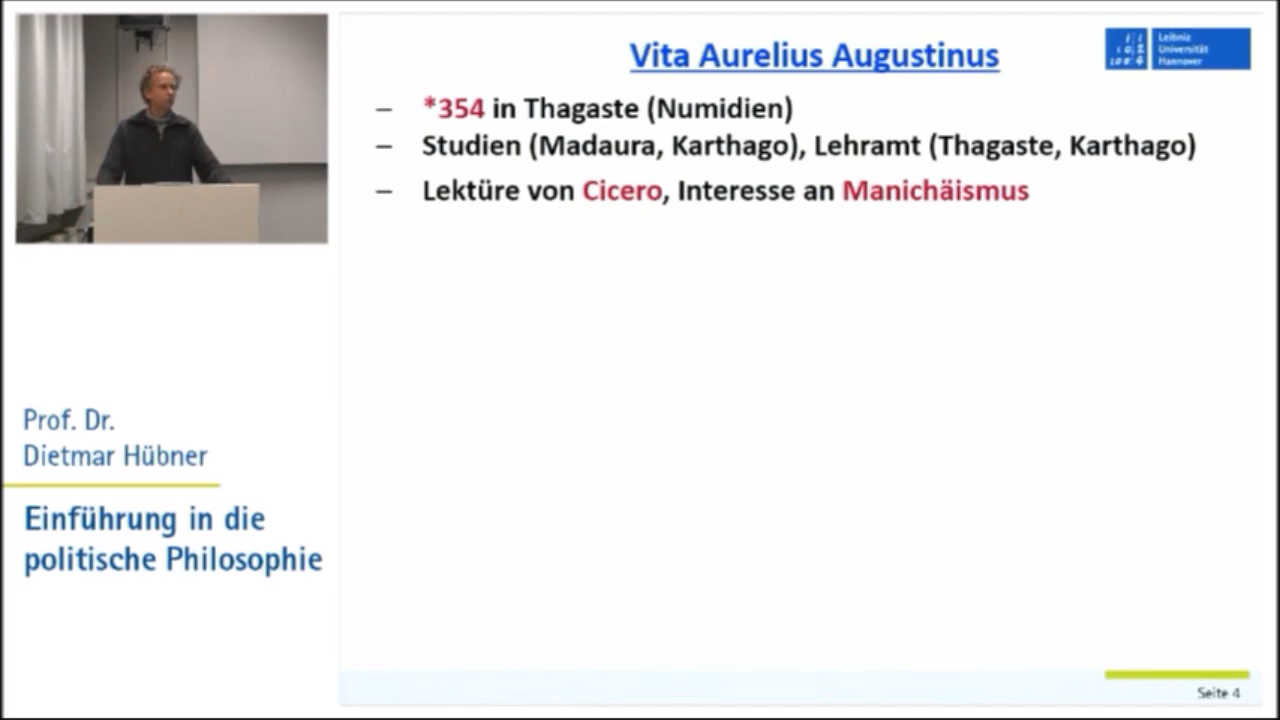 Vita Aurelius Augustinus
Leibniz
Universität
Hannover
– *354 in Thagaste (Numidien)
– Studien (Madaura, Karthago), Lehramt (Thagaste, Karthago)
– Lektüre von Cicero, Interesse an Manichäismus
Prof. Dr.
Dietmar Hübner
Einführung in die
politische Philosophie
Seite 4